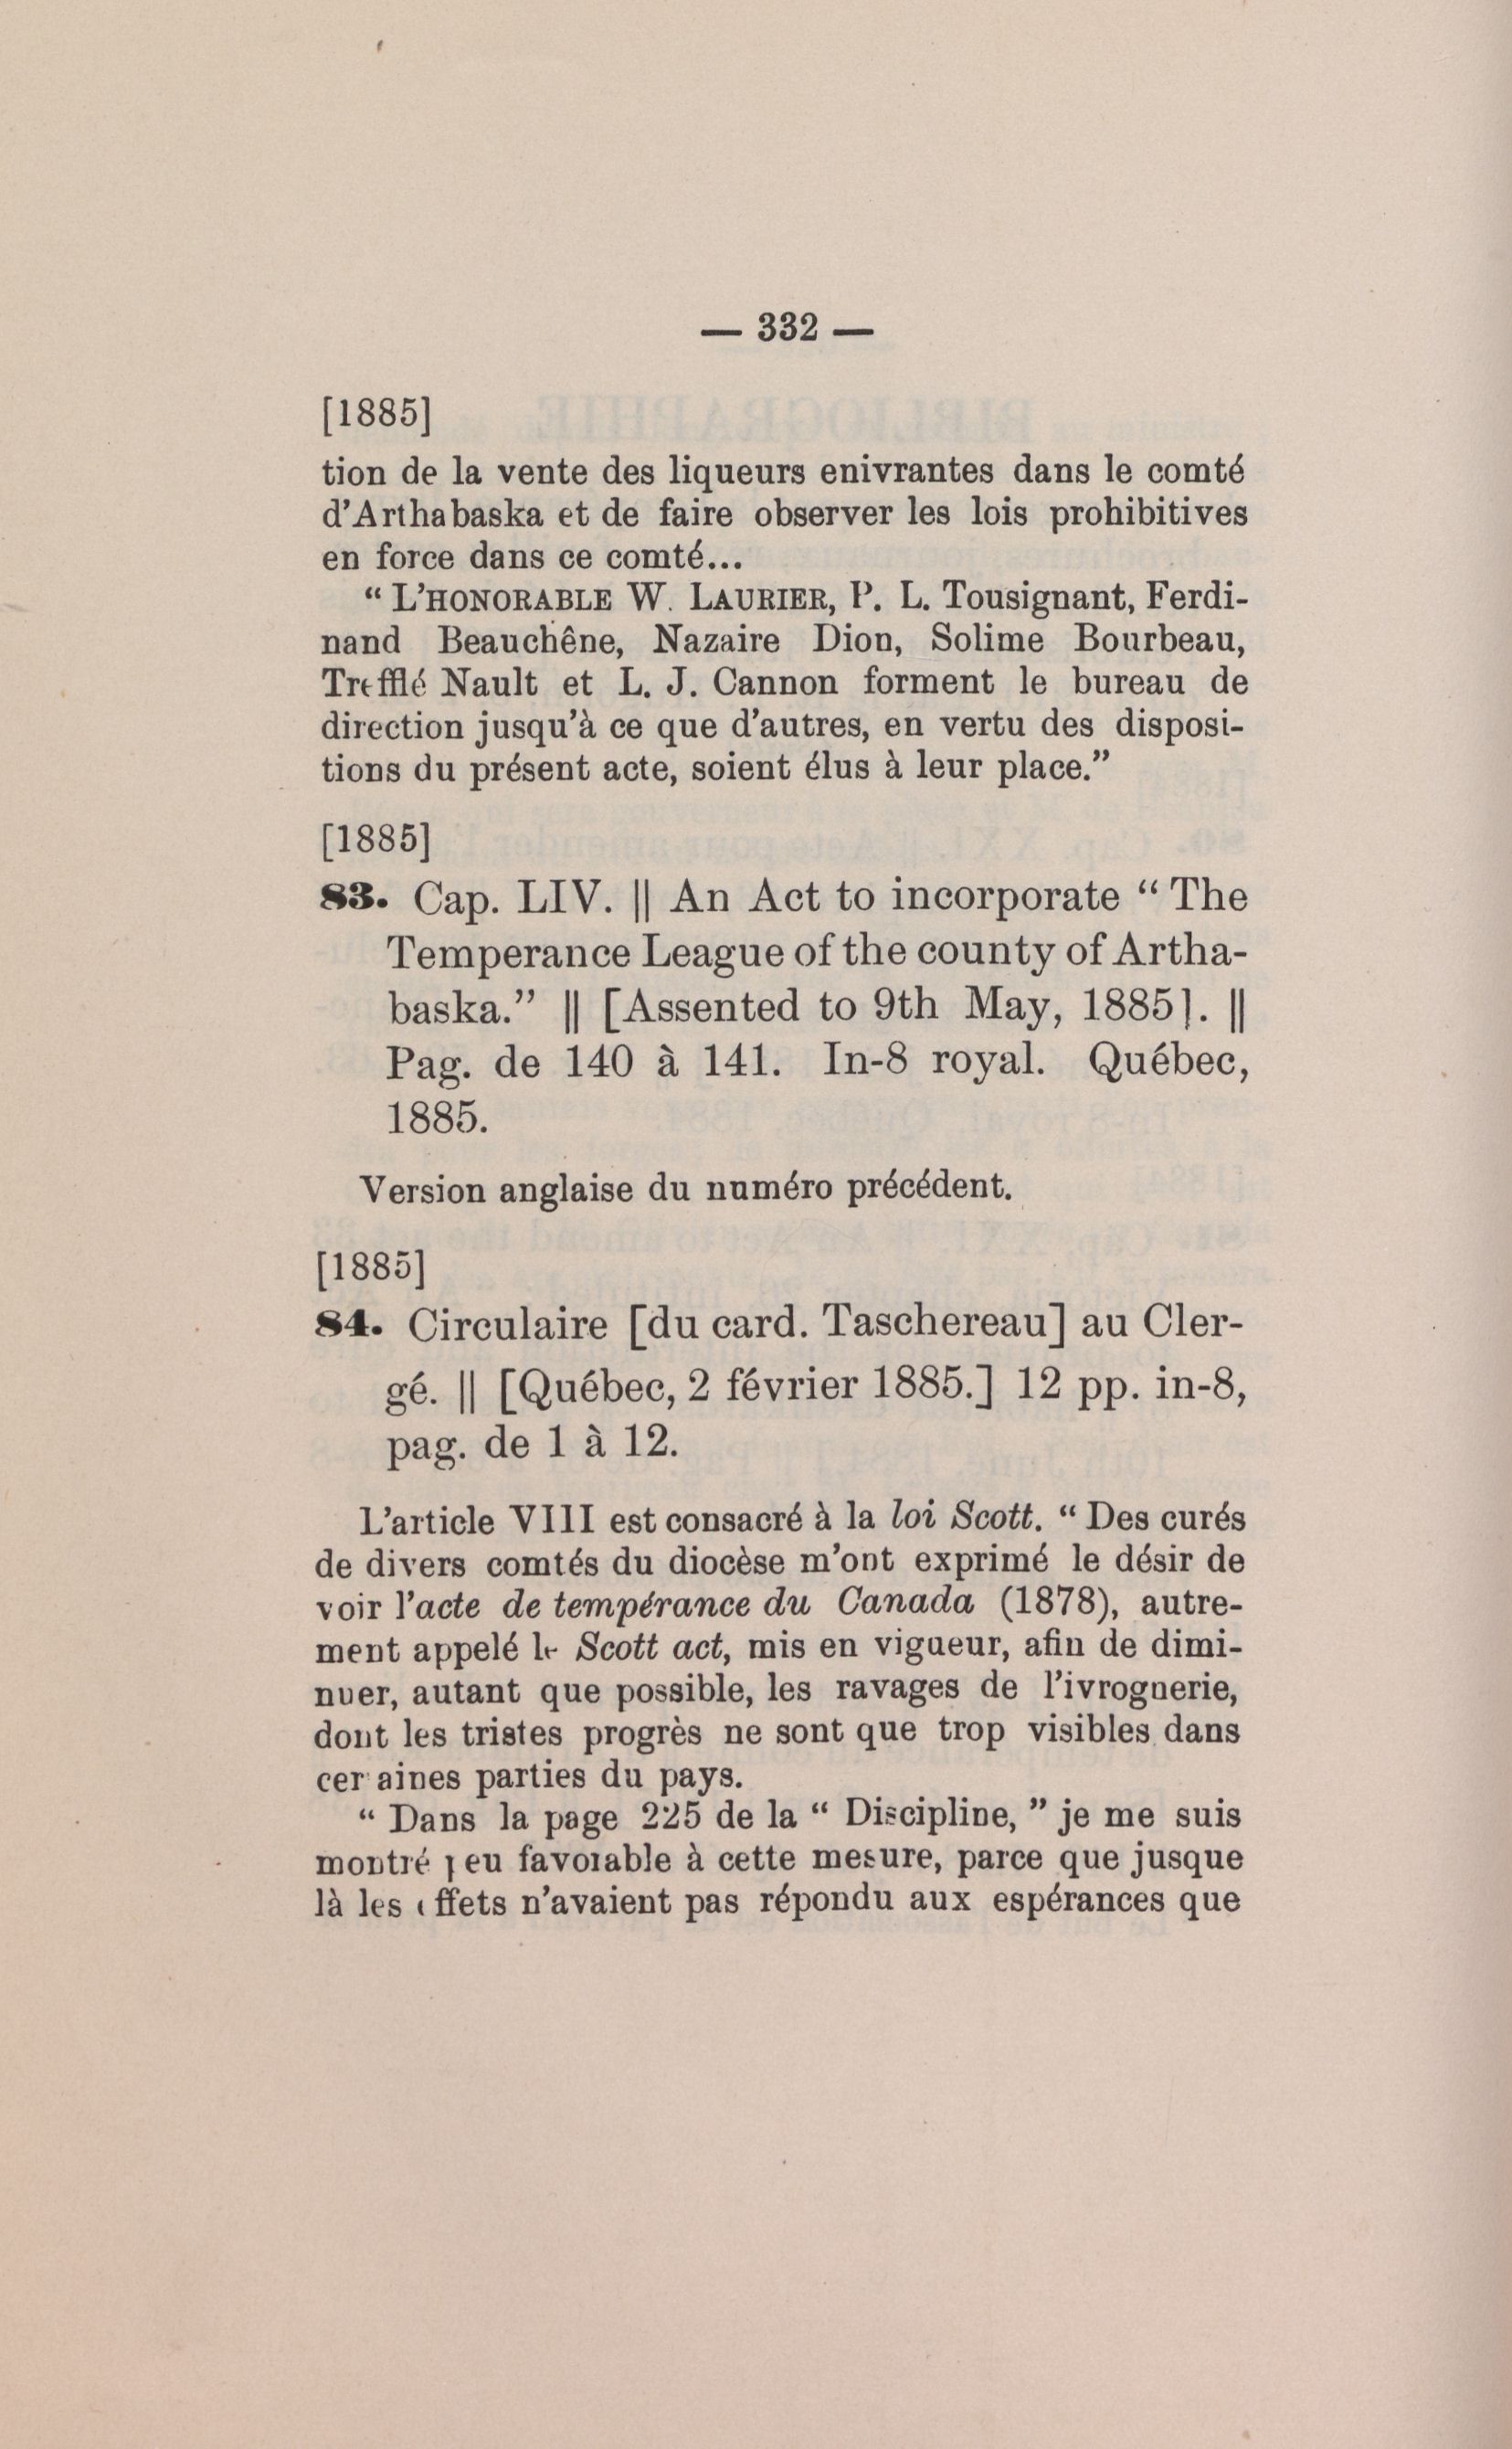 — 332 —
[1885]
tion de la vente des liqueurs enivrantes dans le comté
d'Arthabaska et de faire observer les lois prohibitives
en force dans ce comté...
“ L'HONORABLE W. LAURIER, P. L. Tousignant, Ferdi-
nand Beauchêne, Nazaire Dion, Solime Bourbeau,
Trefflé Nault et L. J. Cannon forment le bureau de
direction jusqu'à ce que d'autres, en vertu des disposi-
tions du présent acte, soient élus à leur place.”
[1885]
83. Cap. LIV. || An Act to incorporate “ The
Temperance League of the county of Artha-
baska.” || [Assented to 9th May, 1885]. ||
Pag. de 140 à 141. In-8 royal. Québec,
1885.
Version anglaise du numéro précédent.
[1885]
84. Circulaire [du card. Taschereau] au Cler-
gé. || [Québec, 2 février 1885.] 12 pp. in-8,
pag. de 1 à 12.
L'article VIII est consacré à la loi Scott. “ Des curés
de divers comtés du diocèse m'ont exprimé le désir de
voir l'acte de tempérance du Canada (1878), autre-
ment appelé le Scott act, mis en vigueur, afin de dimi-
nuer, autant que possible, les ravages de l'ivrognerie,
dont les tristes progrès ne sont que trop visibles dans
cer aines parties du pays.
“ Dans la page 225 de la “ Discipline, ” je me suis
montré peu favorable à cette mesure, parce que jusque
là les effets n'avaient pas répondu aux espérances que